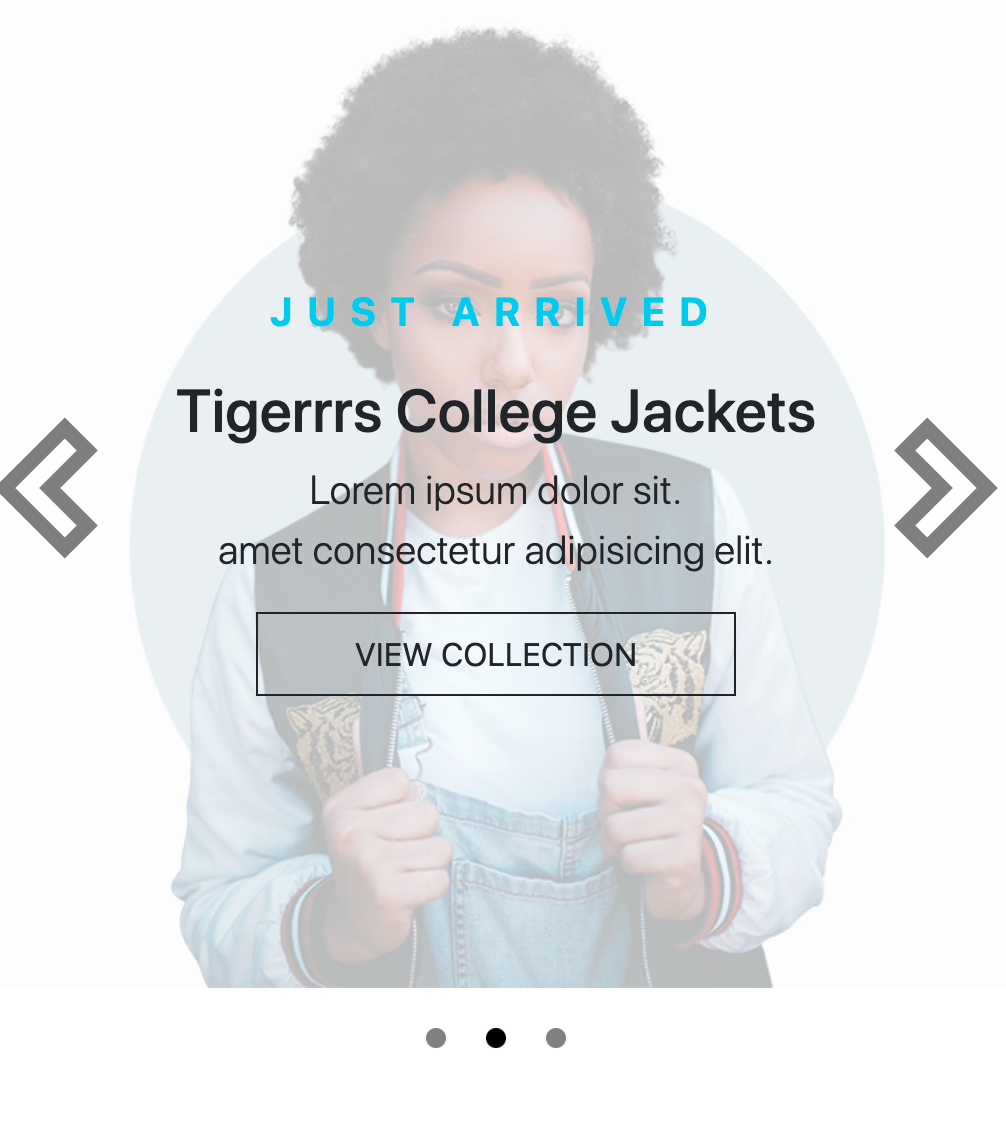 JUST ARRIVED
Tigerrrs College Jackets
Lorem ipsum dolor sit.
amet consectetur adipisicing elit.
VIEW COLLECTION